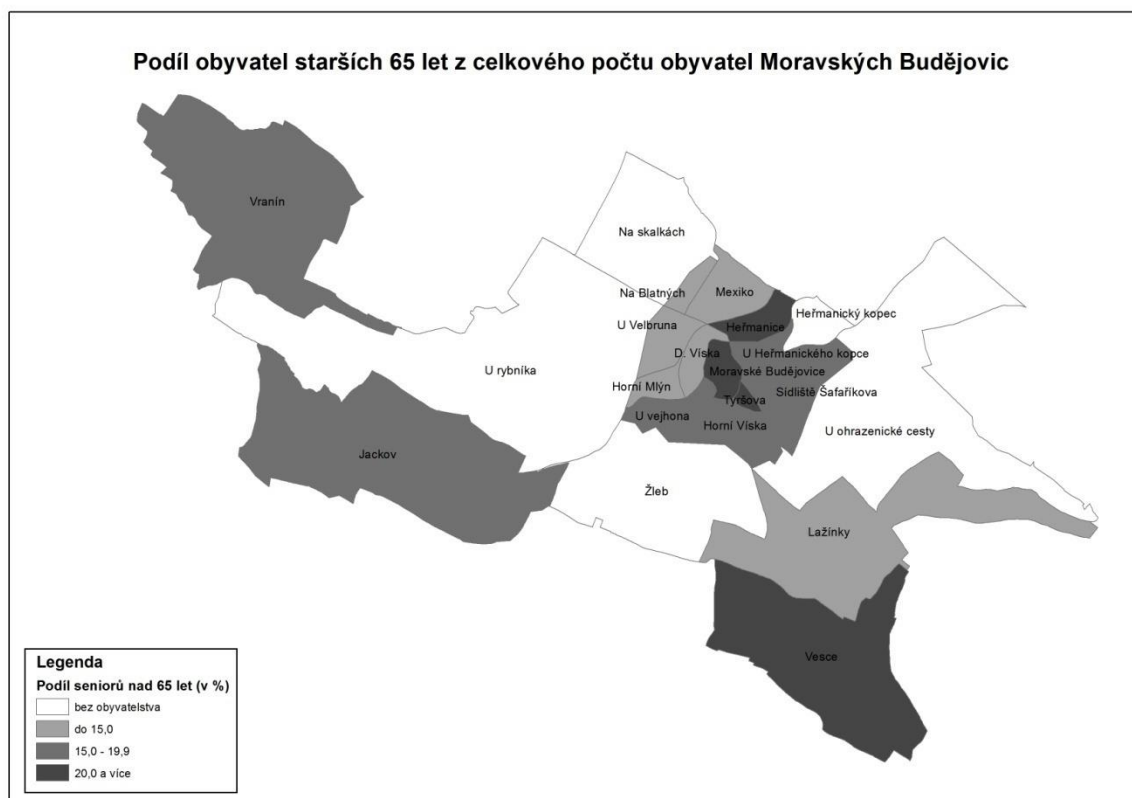 Podíl obyvatel starších 65 let z celkového počtu obyvatel Moravských Budějovic
Vranín
Na skalkách
Na Blatných
Mexiko
Heřmanický kopec
U Velbruna
Heřmanice
D. Víska
U Heřmanického kopce
U rybníka
Moravské Budějovice
Horní Mlýn
Sídliště Šafaříkova
Tyršova
U vejhona
Horní Víska
U ohrazenické cesty
Jackov
Žleb
Lažínky
Vesce
Legenda
Podíl seniorů nad 65 let (v %)
bez obyvatelstva
do 15,0
15,0 - 19,9
20,0 a více